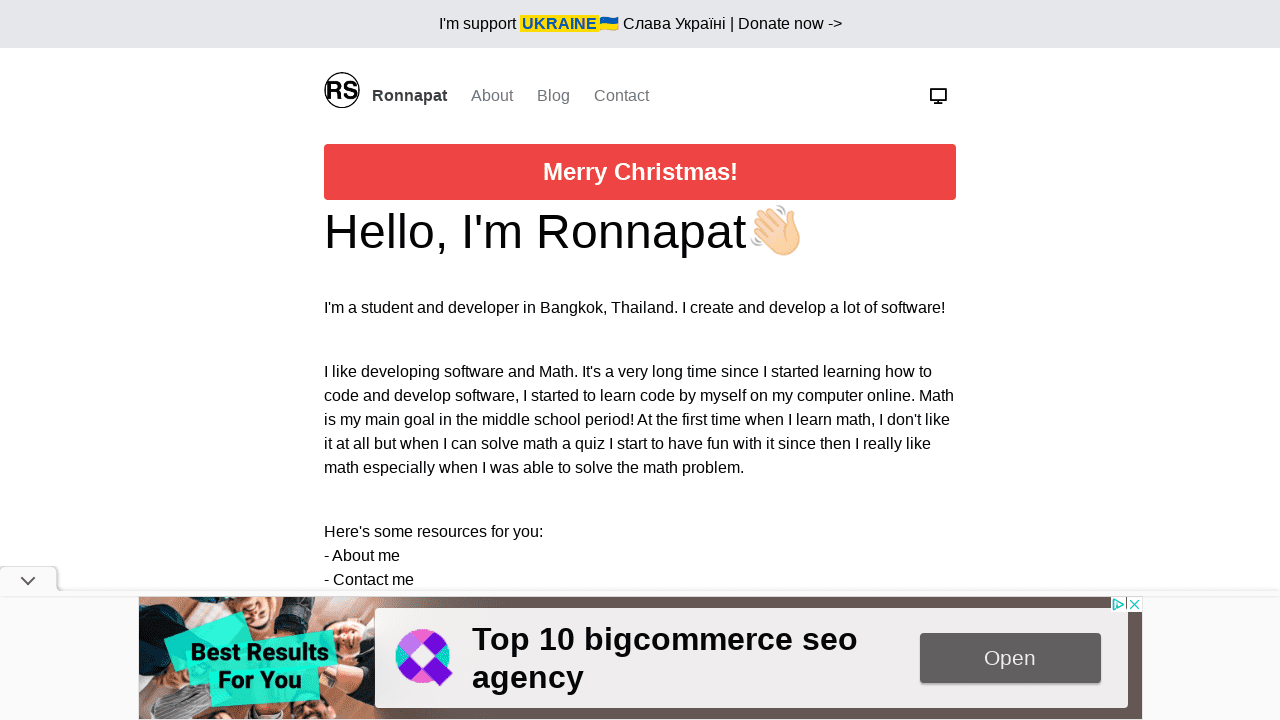 I'm support UKRAINE🇺🇦 Слава Україні | Donate now ->
RS Ronnapat About Blog Contact
Merry Christmas!
Hello, I'm Ronnapat👋🏻
I'm a student and developer in Bangkok, Thailand. I create and develop a lot of software!
I like developing software and Math. It's a very long time since I started learning how to
code and develop software, I started to learn code by myself on my computer online. Math
is my main goal in the middle school period! At the first time when I learn math, I don't like
it at all but when I can solve math a quiz I start to have fun with it since then I really like
math especially when I was able to solve the math problem.
Here's some resources for you:
- About me
- Contact me
Best Results
For You
Top 10 bigcommerce seo
agency
Open